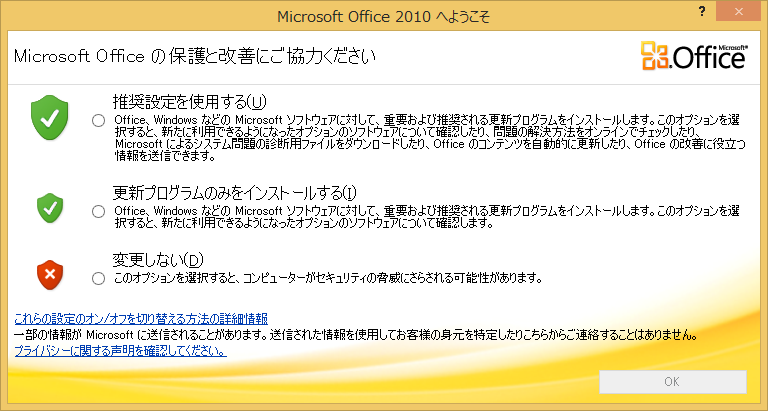 Microsoft Office 2010 へようこそ
? ×
Microsoft Office の保護と改善にご協力ください
Microsoft®
Office
推奨設定を使用する(U)
Office、Windows などの Microsoft ソフトウェアに対して、重要および推奨される更新プログラムをインストールします。このオプションを選
択すると、新たに利用できるようになったオプションのソフトウェアについて確認したり、問題の解決方法をオンラインでチェックしたり、
Microsoft によるシステム問題の診断用ファイルをダウンロードしたり、Office のコンテンツを自動的に更新したり、Office の改善に役立つ
情報を送信できます。
更新プログラムのみをインストールする(I)
Office、Windows などの Microsoft ソフトウェアに対して、重要および推奨される更新プログラムをインストールします。このオプションを選
択すると、新たに利用できるようになったオプションのソフトウェアについて確認します。
変更しない(D)
このオプションを選択すると、コンピューターがセキュリティの脅威にさらされる可能性があります。
これらの設定のオン/オフを切り替える方法の詳細情報
一部の情報が Microsoft に送信されることがあります。送信された情報を使用してお客様の身元を特定したりこちらからご連絡することはありません。
プライバシーに関する声明を確認してください。
OK